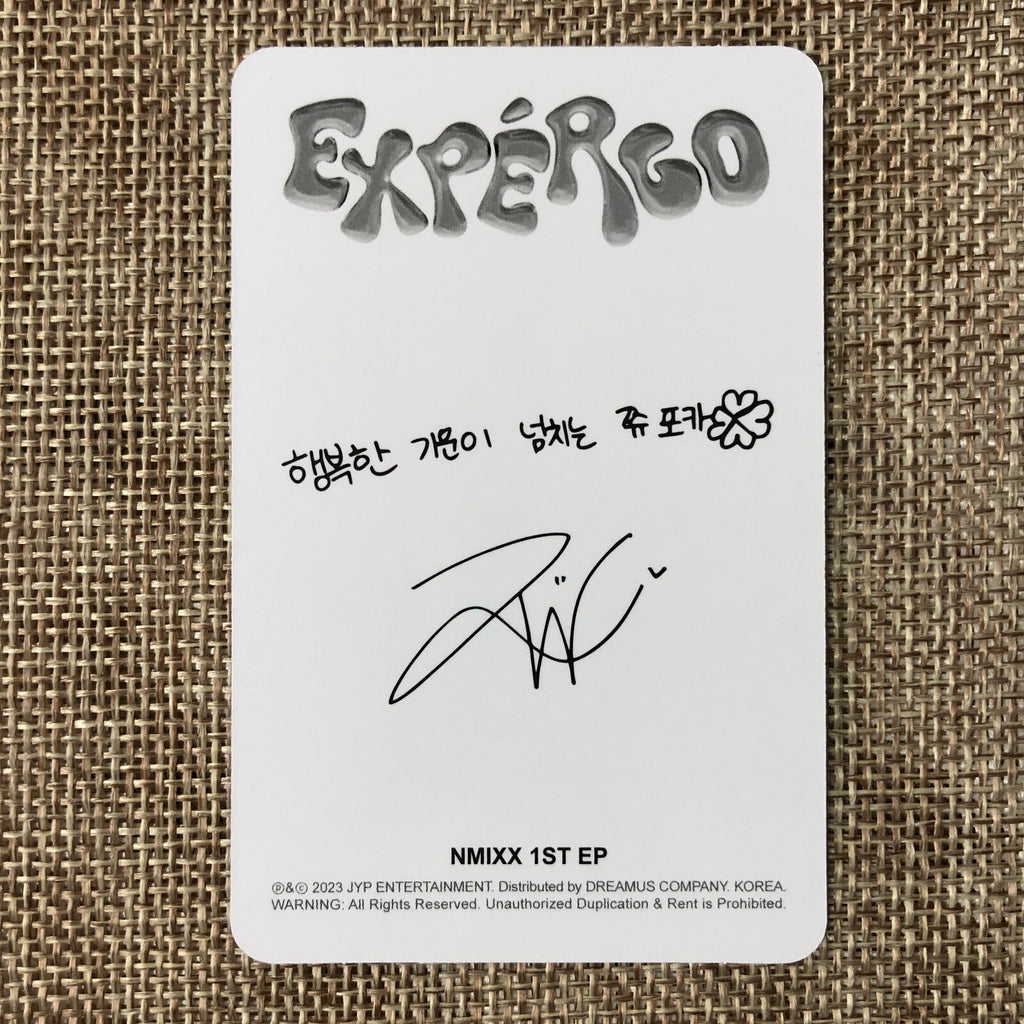 EXPÉRGO
행복한 기운이 넘치는 쮸 포카
NMIXX 1ST EP
℗&© 2023 JYP ENTERTAINMENT. Distributed by DREAMUS COMPANY. KOREA.
WARNING: All Rights Reserved. Unauthorized Duplication & Rent is Prohibited.